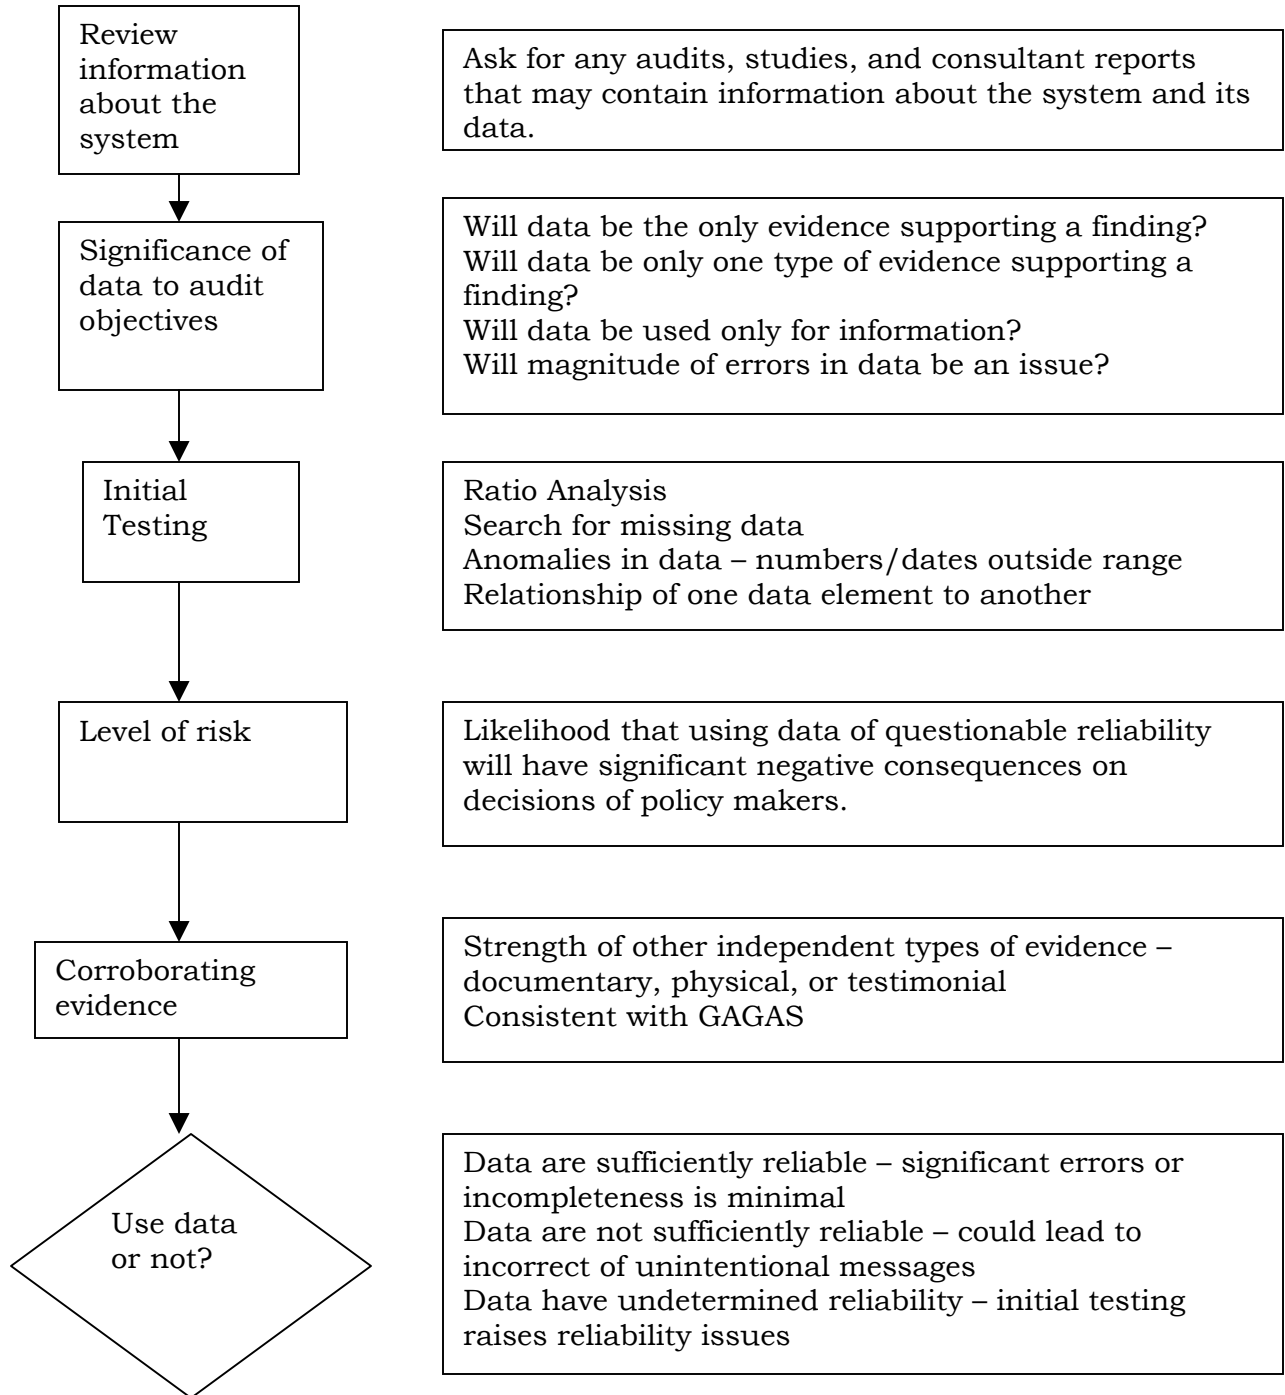 Review
information
about the
system
Ask for any audits, studies, and consultant reports
that may contain information about the system and its
data.
Significance of
data to audit
objectives
Will data be the only evidence supporting a finding?
Will data be only one type of evidence supporting a
finding?
Will data be used only for information?
Will magnitude of errors in data be an issue?
Initial
Testing
Ratio Analysis
Search for missing data
Anomalies in data – numbers/dates outside range
Relationship of one data element to another
Level of risk
Likelihood that using data of questionable reliability
will have significant negative consequences on
decisions of policy makers.
Corroborating
evidence
Strength of other independent types of evidence –
documentary, physical, or testimonial
Consistent with GAGAS
Use data
or not?
Data are sufficiently reliable – significant errors or
incompleteness is minimal
Data are not sufficiently reliable – could lead to
incorrect of unintentional messages
Data have undetermined reliability – initial testing
raises reliability issues